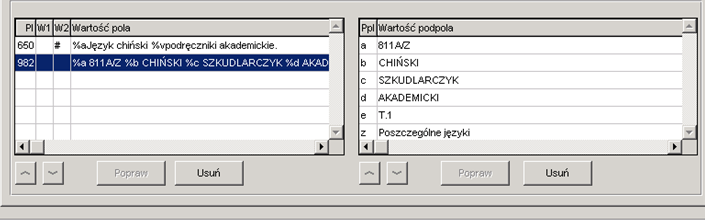 Pl W1 W2 Wartość pola
650 # %aJęzyk chiński %vpodręczniki akademickie.
982 %a 811A/Z %b CHIŃSKI %c SZKUDLARCZYK %d AKAD
Popraw Usuń
Ppl Wartość podpola
a 811A/Z
b CHIŃSKI
c SZKUDLARCZYK
d AKADEMICKI
e T.1
z Poszczególne języki
Popraw Usuń